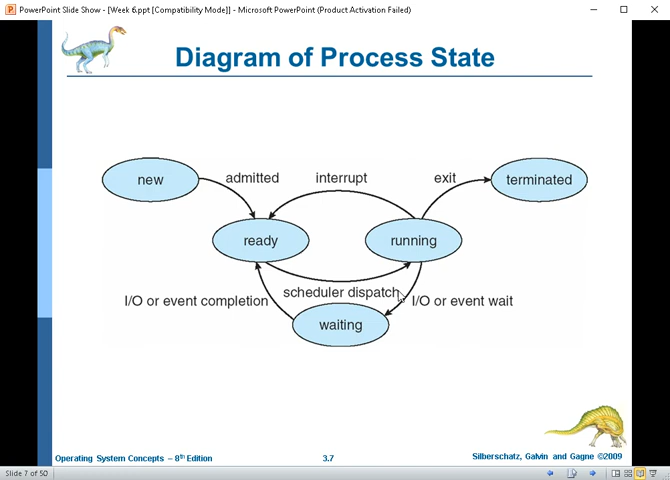 PowerPoint Slide Show - [Week 6.ppt [Compatibility Mode]] - Microsoft PowerPoint (Product Activation Failed)
Diagram of Process State
new
admitted
interrupt
exit
terminated
ready
running
scheduler dispatch
I/O or event completion
I/O or event wait
waiting
Operating System Concepts – 8th Edition
3.7
Silberschatz, Galvin and Gagne ©2009
Slide 7 of 50